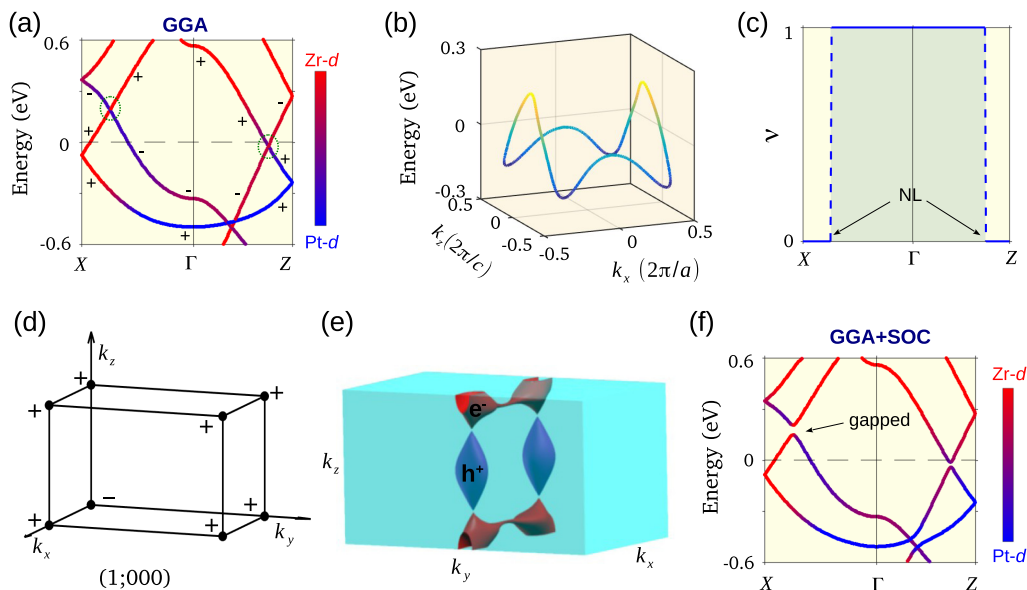 (a)
GGA
0.6
0
-0.6
Energy (eV)
X
Γ
Z
+
+
-
-
+
+
-
+
+
-
-
-
+
+
Zr-d
Pt-d
(b)
0.3
0
-0.3
Energy (eV)
0.5
0
-0.5
k_z (2π/c)
-0.5
0
0.5
k_x (2π/a)
(c)
1
0
ν
NL
X
Γ
Z
(d)
k_z
+
+
+
+
−
+
+
+
k_x
k_y
(1;000)
(e)
e⁻
h⁺
k_z
k_y
k_x
(f)
GGA+SOC
0.6
0
-0.6
Energy (eV)
gapped
X
Γ
Z
Zr-d
Pt-d